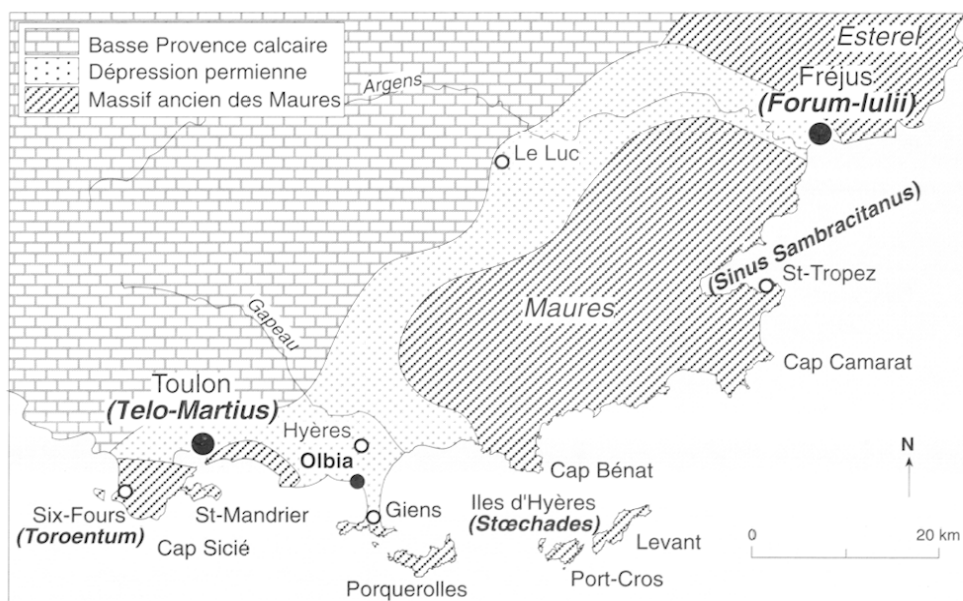 Basse Provence calcaire
Dépression permienne
Massif ancien des Maures
Esterel
Argens
Fréjus
(Forum-Iulii)
Le Luc
(Sinus Sambracitanus)
St-Tropez
Maures
Gapeau
Cap Camarat
Toulon
(Telo-Martius)
Hyères
Olbia
N
Cap Bénat
Six-Fours
(Toroentum)
St-Mandrier
Cap Sicié
Giens
Iles d'Hyères
(Stœchades)
Levant
Port-Cros
Porquerolles
0 20 km